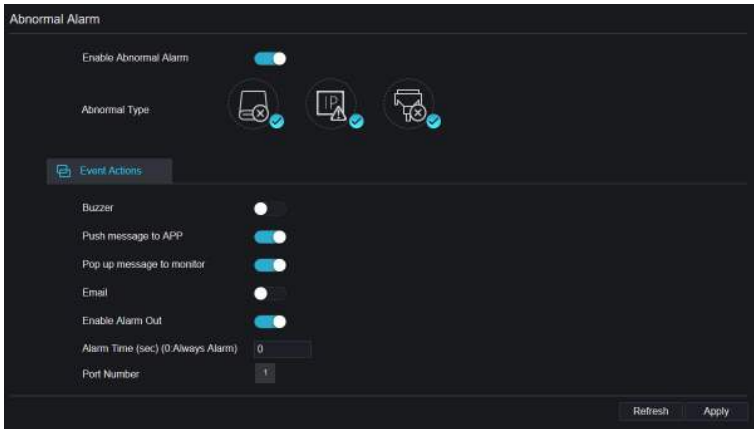 Abnormal Alarm
Enable Abnormal Alarm
Abnormal Type
IP
Event Actions
Buzzer
Push message to APP
Pop up message to monitor
Email
Enable Alarm Out
Alarm Time (sec) (0:Always Alarm) 0
Port Number 1
Refresh Apply